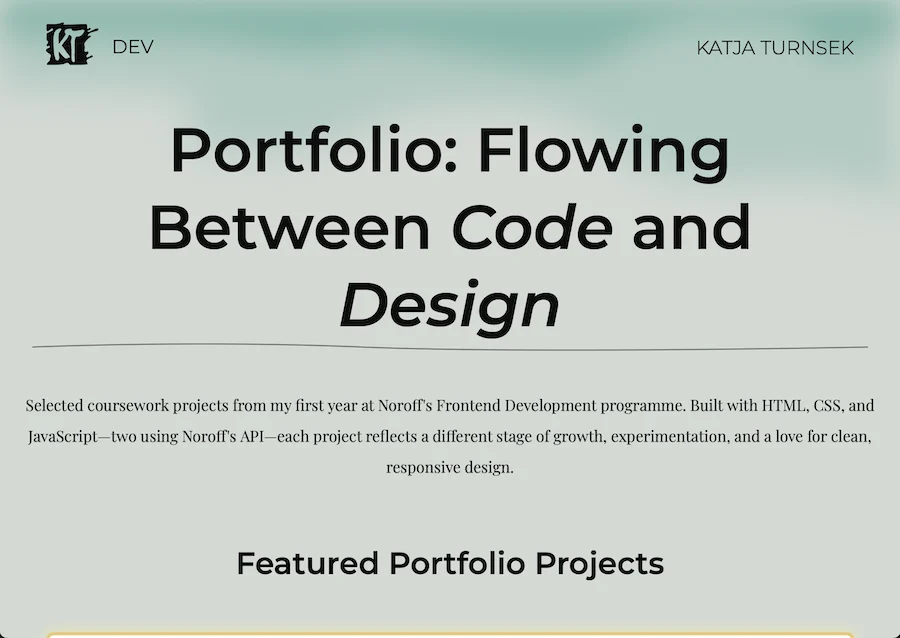 KT DEV
KATJA TURNSEK
Portfolio: Flowing
Between Code and
Design
Selected coursework projects from my first year at Noroff's Frontend Development programme. Built with HTML, CSS, and
JavaScript—two using Noroff's API—each project reflects a different stage of growth, experimentation, and a love for clean,
responsive design.
Featured Portfolio Projects